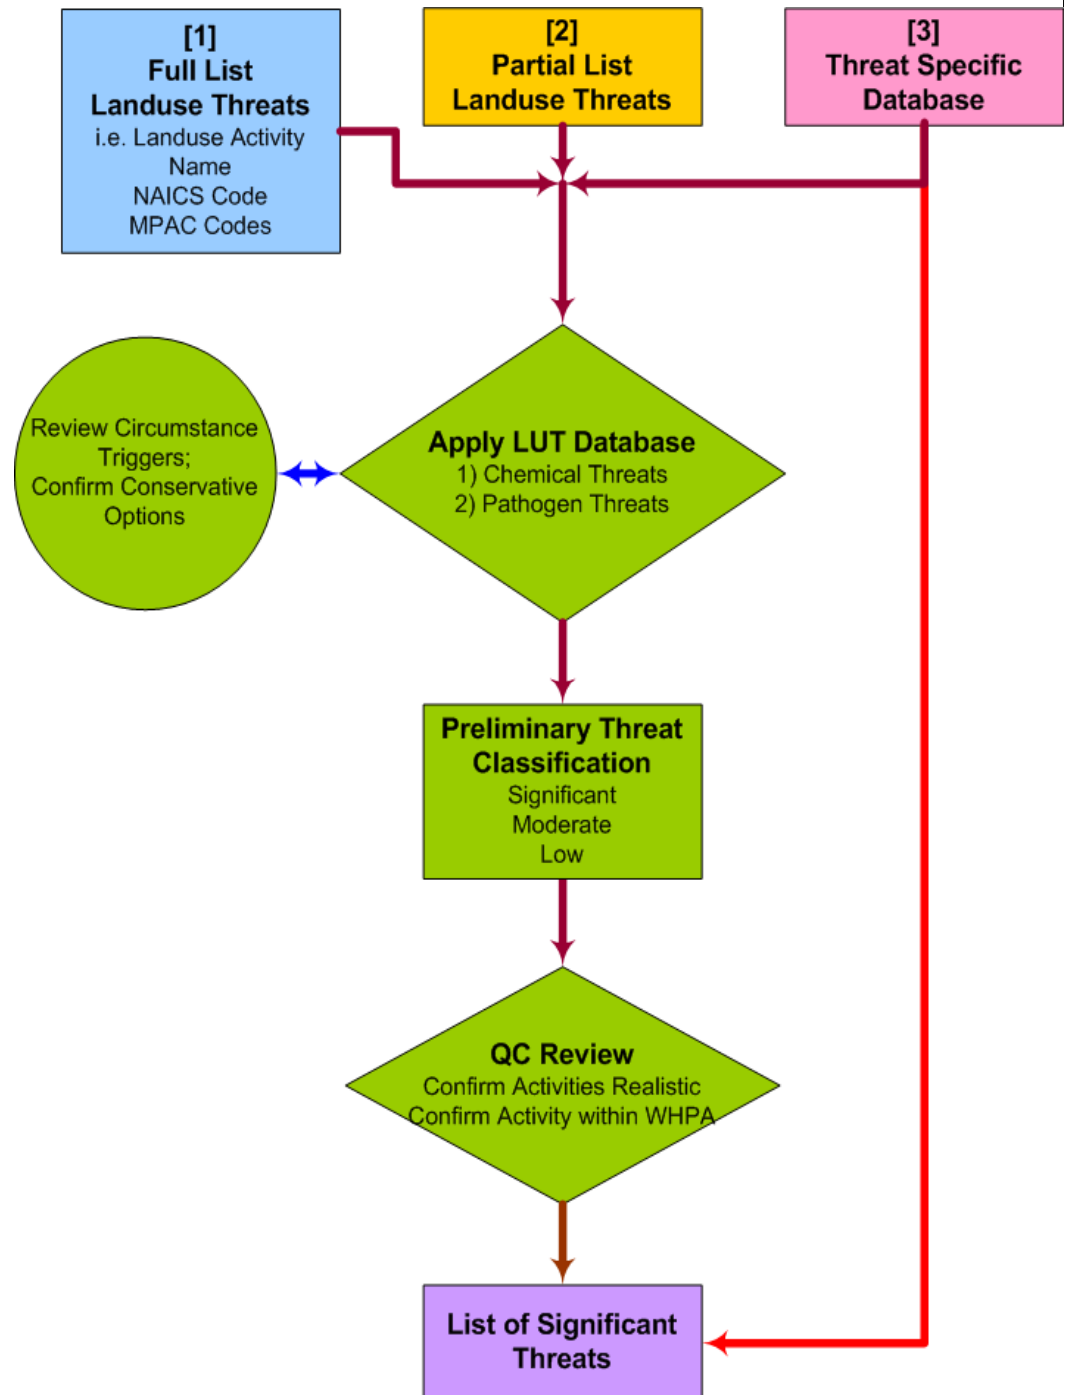 [1]
Full List
Landuse Threats
i.e. Landuse Activity
Name
NAICS Code
MPAC Codes
[2]
Partial List
Landuse Threats
[3]
Threat Specific
Database
Review Circumstance
Triggers;
Confirm Conservative
Options
Apply LUT Database
1) Chemical Threats
2) Pathogen Threats
Preliminary Threat
Classification
Significant
Moderate
Low
QC Review
Confirm Activities Realistic
Confirm Activity within WHPA
List of Significant
Threats